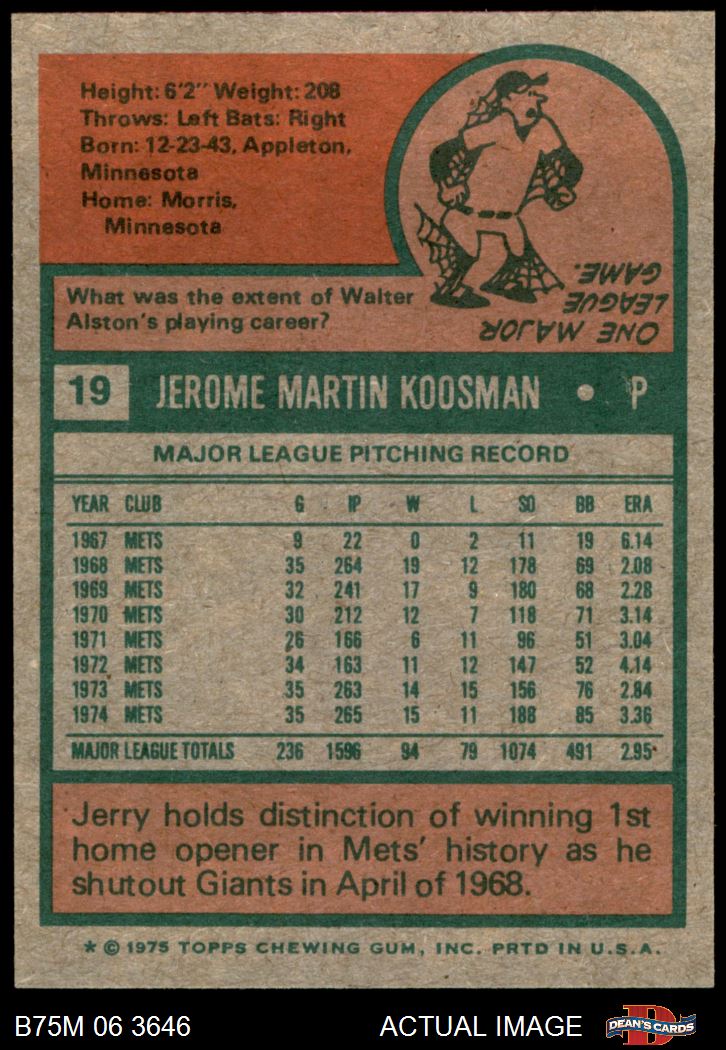 Height: 6'2" Weight: 208
Throws: Left Bats: Right
Born: 12-23-43, Appleton,
Minnesota
Home: Morris,
Minnesota
What was the extent of Walter
Alston's playing career?
ONE MAJOR
LEAGUE
GAME.
19 JEROME MARTIN KOOSMAN • P
MAJOR LEAGUE PITCHING RECORD
YEAR CLUB G IP W L SO BB ERA
1967 METS 9 22 0 2 11 19 6.14
1968 METS 35 264 19 12 178 69 2.08
1969 METS 32 241 17 9 180 68 2.28
1970 METS 30 212 12 7 118 71 3.14
1971 METS 26 166 6 11 96 51 3.04
1972 METS 34 163 11 12 147 52 4.14
1973 METS 35 263 14 15 156 76 2.84
1974 METS 35 265 15 11 188 85 3.36
MAJOR LEAGUE TOTALS 236 1596 94 79 1074 491 2.95
Jerry holds distinction of winning 1st
home opener in Mets' history as he
shutout Giants in April of 1968.
* © 1975 TOPPS CHEWING GUM, INC. PRTD IN U.S.A.
B75M 06 3646 ACTUAL IMAGE D DEAN'S CARDS